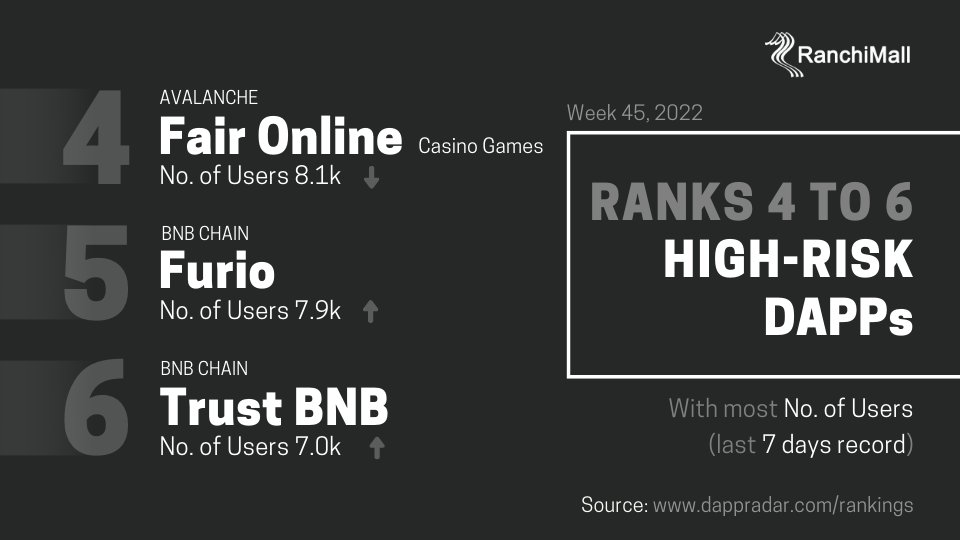 RanchiMall
4
AVALANCHE
Fair Online Casino Games
No. of Users 8.1k
5
BNB CHAIN
Furio
No. of Users 7.9k
6
BNB CHAIN
Trust BNB
No. of Users 7.0k
Week 45, 2022
RANKS 4 TO 6
HIGH-RISK
DAPPs
With most No. of Users
(last 7 days record)
Source: www.dappradar.com/rankings